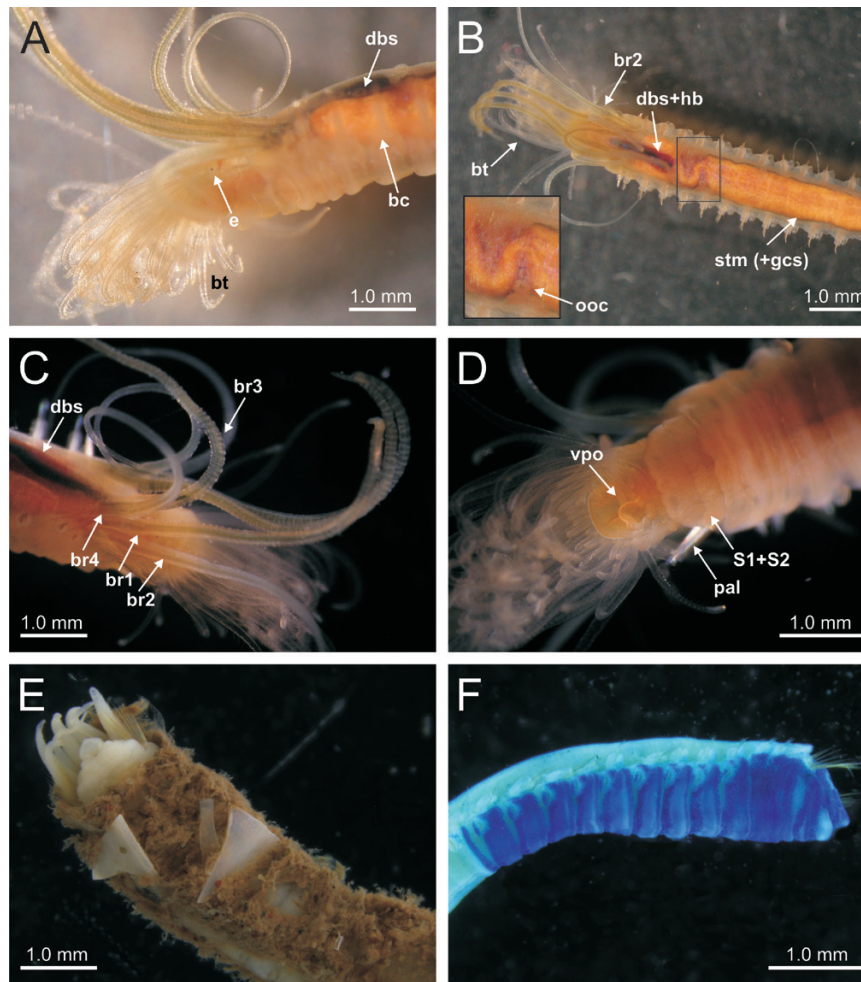 A
dbs
bc
e
bt
1.0 mm
B
br2
dbs+hb
bt
stm (+gcs)
ooc
1.0 mm
C
dbs
br3
br4
br1
br2
1.0 mm
D
vpo
S1+S2
pal
1.0 mm
E
1.0 mm
F
1.0 mm